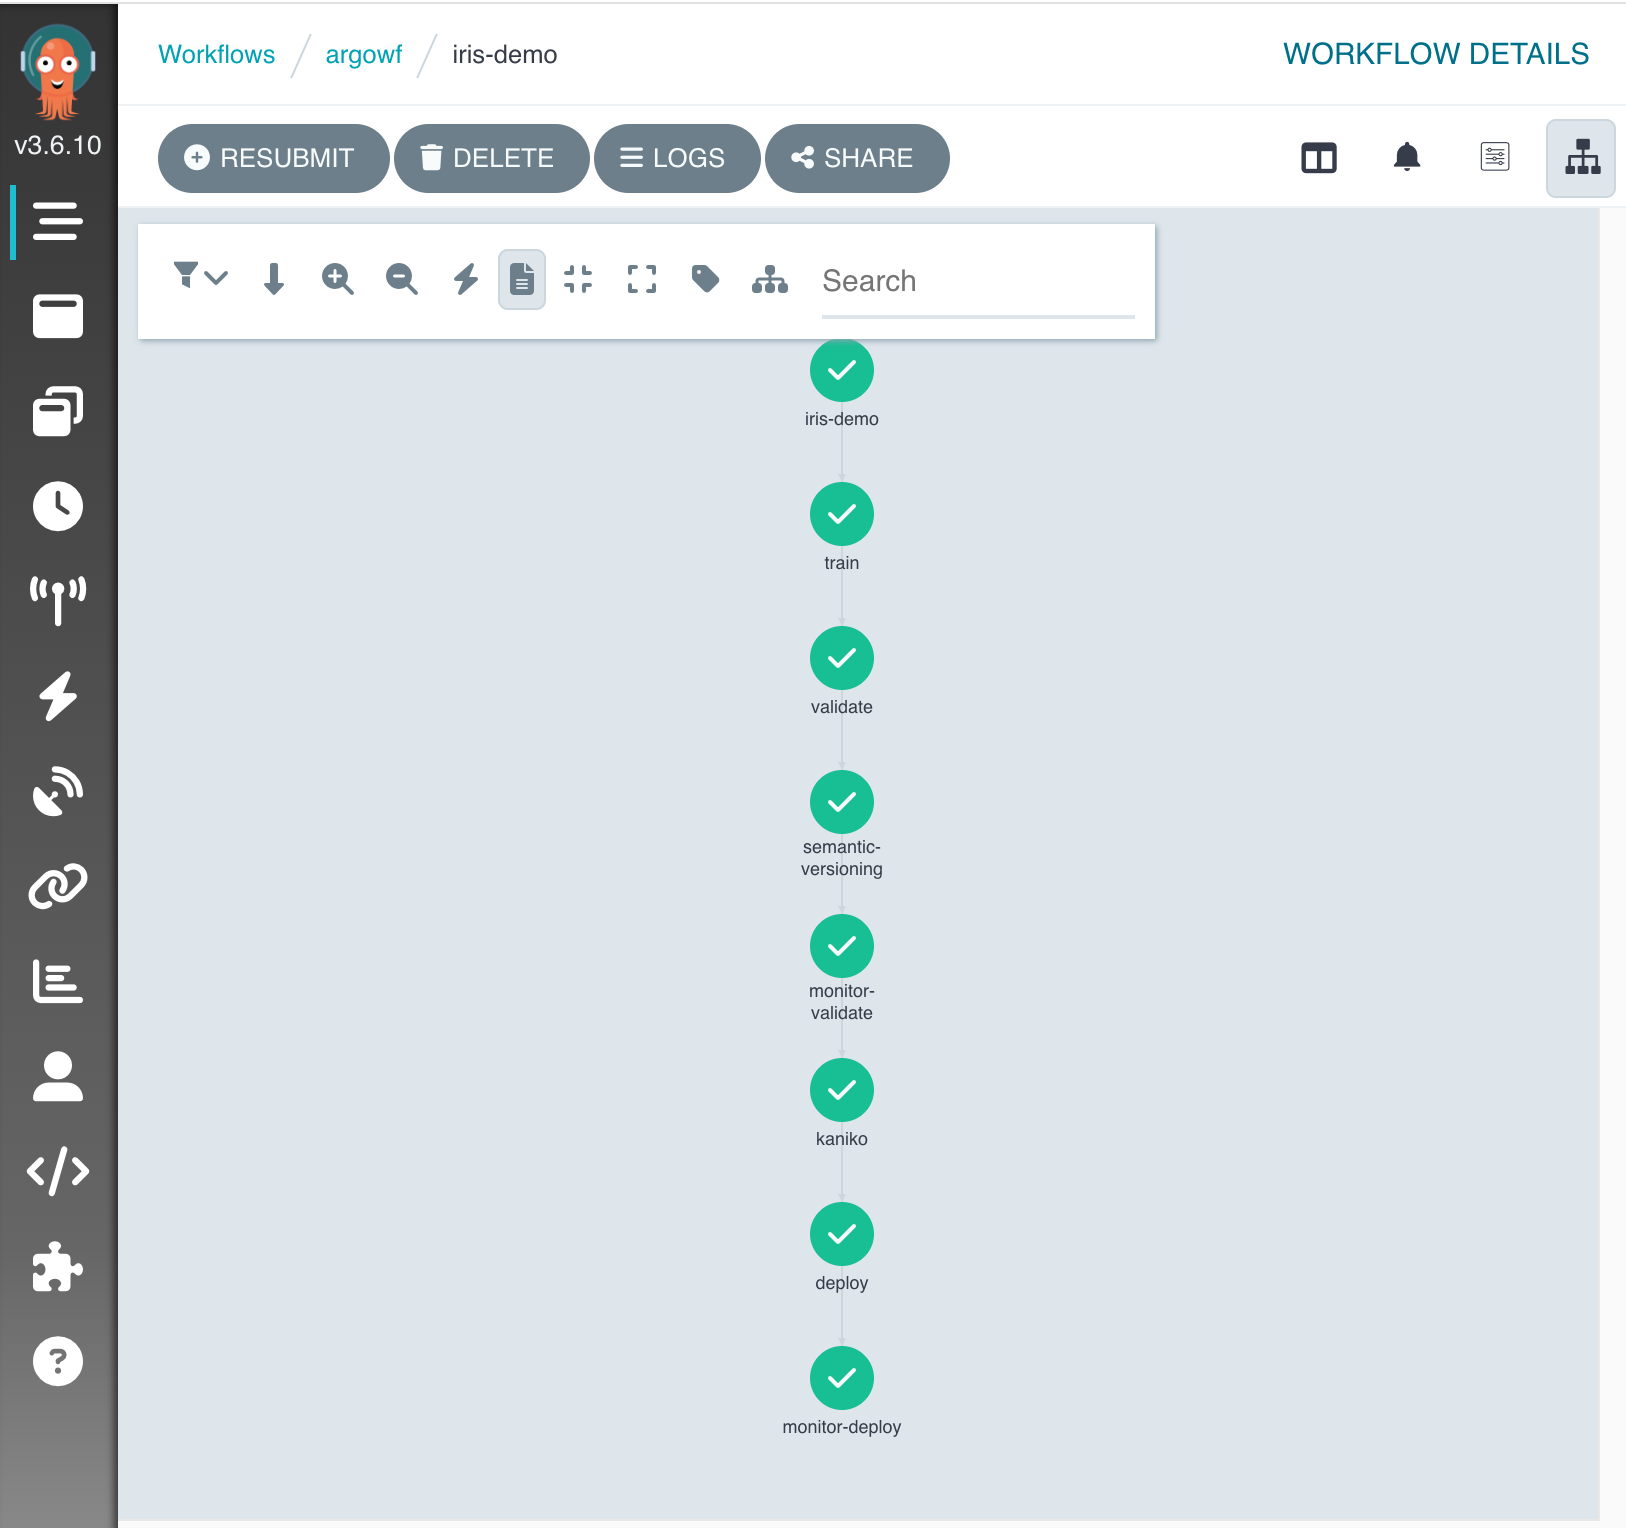 v3.6.10
Workflows / argowf / iris-demo
WORKFLOW DETAILS
RESUBMIT
DELETE
LOGS
SHARE
Search
iris-demo
train
validate
semantic-
versioning
monitor-
validate
kaniko
deploy
monitor-deploy